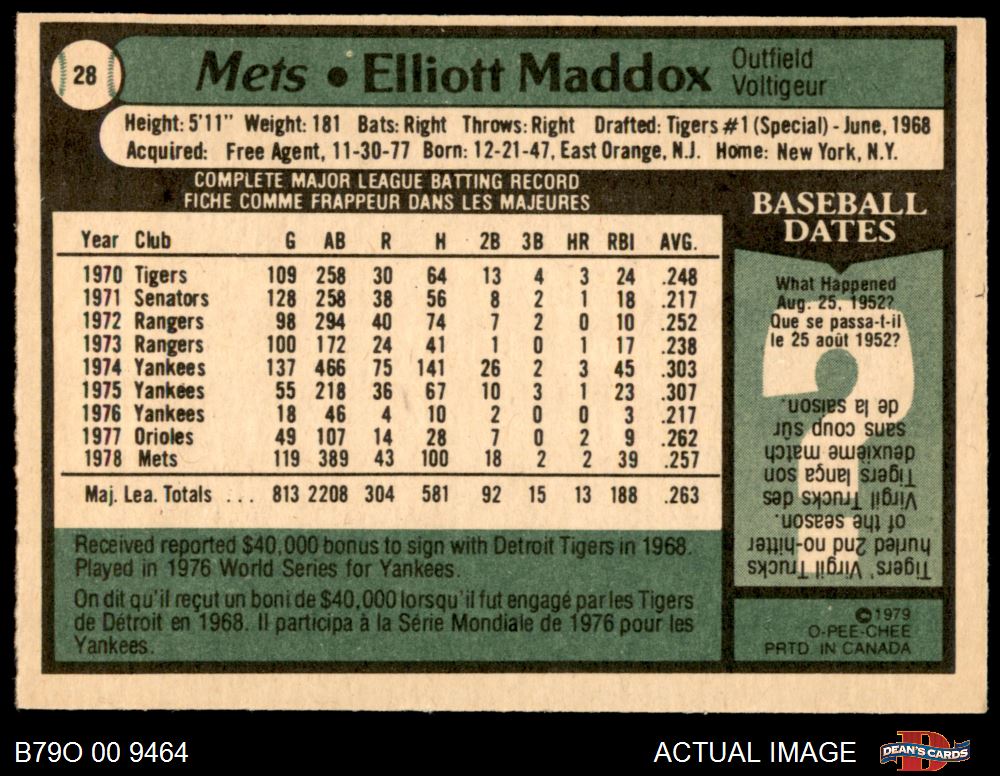 28
Mets • Elliott Maddox
Outfield
Voltigeur
Height: 5'11" Weight: 181 Bats: Right Throws: Right Drafted: Tigers #1 (Special) - June, 1968
Acquired: Free Agent, 11-30-77 Born: 12-21-47, East Orange, N.J. Home: New York, N.Y.
COMPLETE MAJOR LEAGUE BATTING RECORD
FICHE COMME FRAPPEUR DANS LES MAJEURES
Year Club G AB R H 2B 3B HR RBI AVG.
1970 Tigers 109 258 30 64 13 4 3 24 .248
1971 Senators 128 258 38 56 8 2 1 18 .217
1972 Rangers 98 294 40 74 7 2 0 10 .252
1973 Rangers 100 172 24 41 1 0 1 17 .238
1974 Yankees 137 466 75 141 26 2 3 45 .303
1975 Yankees 55 218 36 67 10 3 1 23 .307
1976 Yankees 18 46 4 10 2 0 0 3 .217
1977 Orioles 49 107 14 28 7 0 2 9 .262
1978 Mets 119 389 43 100 18 2 2 39 .257
Maj. Lea. Totals ... 813 2208 304 581 92 15 13 188 .263
Received reported $40,000 bonus to sign with Detroit Tigers in 1968.
Played in 1976 World Series for Yankees.
On dit qu'il reçut un boni de $40,000 lorsqu'il fut engagé par les Tigers
de Détroit en 1968. Il participa à la Série Mondiale de 1976 pour les
Yankees.
BASEBALL
DATES
What Happened
Aug. 25, 1952?
Que se passa-t-il
le 25 août 1952?
Tigers' Virgil Trucks
hurled 2nd no-hitter
of the season.
Virgil Trucks des
Tigers lança son
deuxième match
sans coup sûr
de la saison.
©1979
O-PEE-CHEE
PRTD. IN CANADA
B79O 00 9464
ACTUAL IMAGE
DEAN'S CARDS